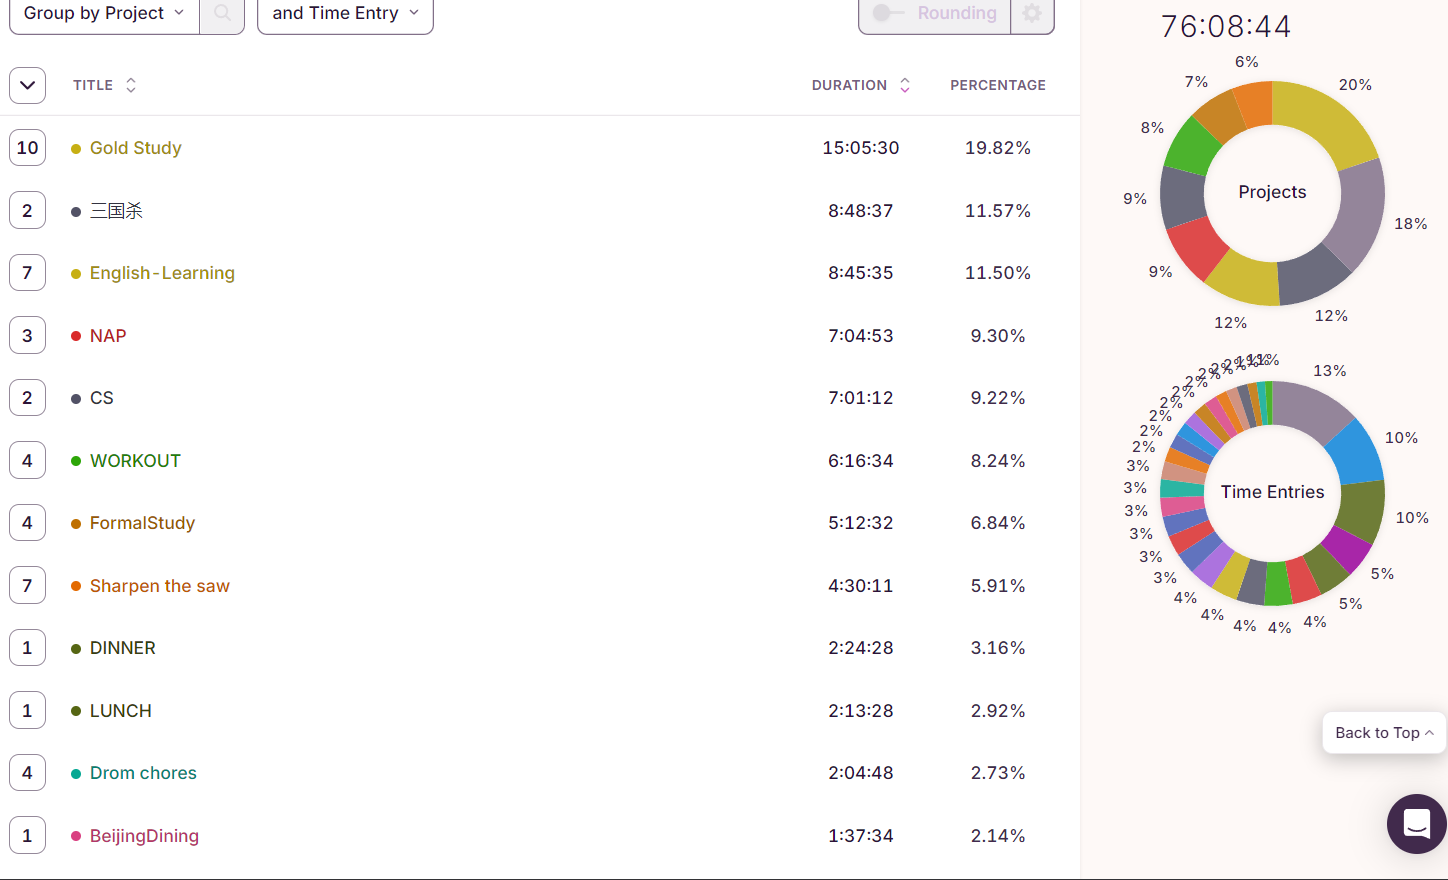 Group by Project
and Time Entry
Rounding
76:08:44
TITLE DURATION PERCENTAGE
10 Gold Study 15:05:30 19.82%
2 三国杀 8:48:37 11.57%
7 English-Learning 8:45:35 11.50%
3 NAP 7:04:53 9.30%
2 CS 7:01:12 9.22%
4 WORKOUT 6:16:34 8.24%
4 FormalStudy 5:12:32 6.84%
7 Sharpen the saw 4:30:11 5.91%
1 DINNER 2:24:28 3.16%
1 LUNCH 2:13:28 2.92%
4 Drom chores 2:04:48 2.73%
1 BeijingDining 1:37:34 2.14%
6%
7%
20%
8%
Projects
9%
18%
9%
12%
12%
13%
10%
10%
5%
5%
4%
4%
4%
4%
4%
3%
3%
3%
3%
3%
3%
2%
2%
2%
2%
2%
2%
2%
2%
2%
1%
Time Entries
Back to Top